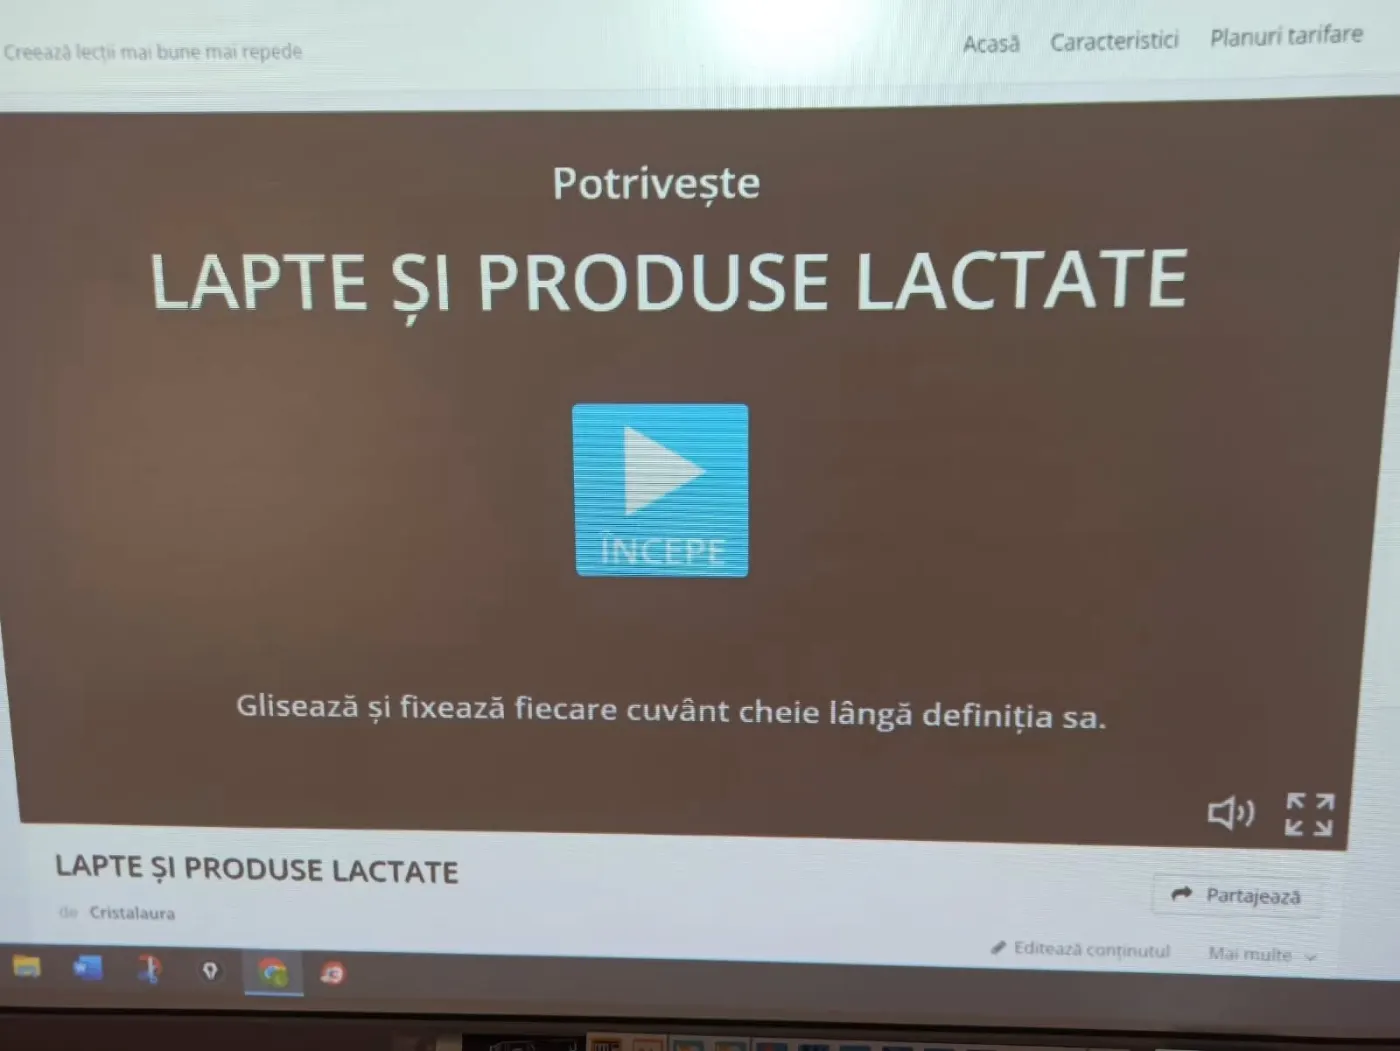 Creează lecții mai bune mai repede
Acasă Caracteristici Planuri tarifare
Potrivește
LAPTE ȘI PRODUSE LACTATE
ÎNCEPE
Glisează și fixează fiecare cuvânt cheie lângă definiția sa.
LAPTE ȘI PRODUSE LACTATE
Partajează
de Cristalaura
Editează conținutul Mai multe